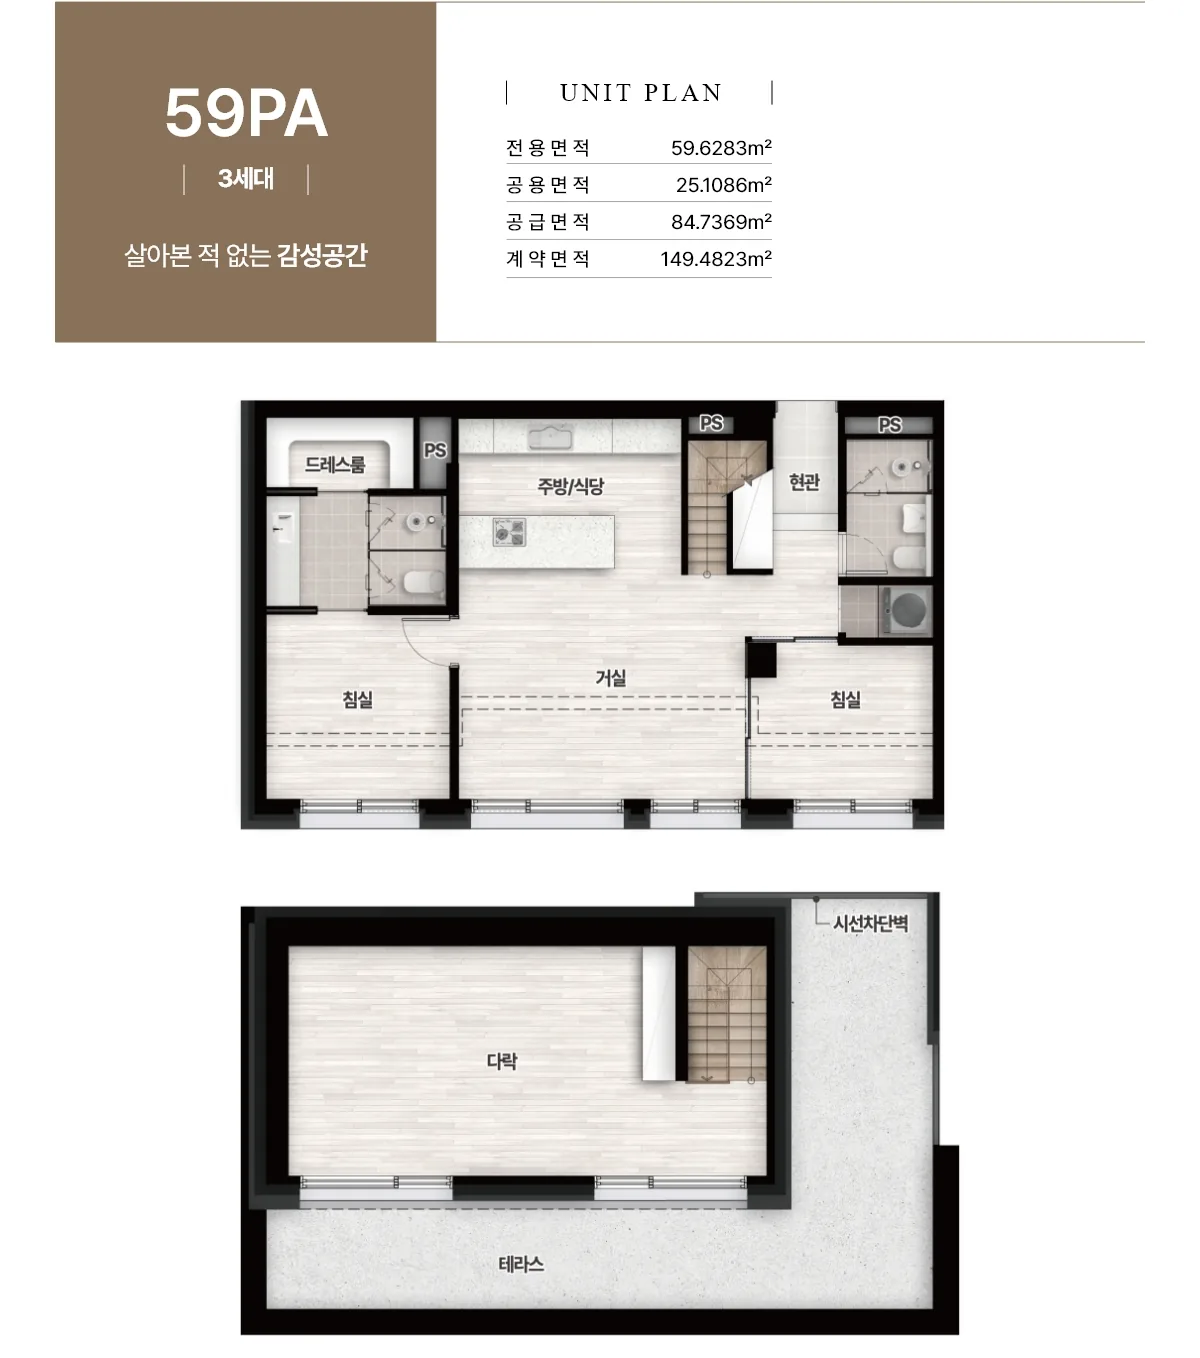 59PA
3세대
살아본 적 없는 감성공간
UNIT PLAN
전용면적 59.6283m²
공용면적 25.1086m²
공급면적 84.7369m²
계약면적 149.4823m²
PS
PS
드레스룸
PS
주방/식당
현관
거실
침실
침실
시선차단벽
다락
테라스